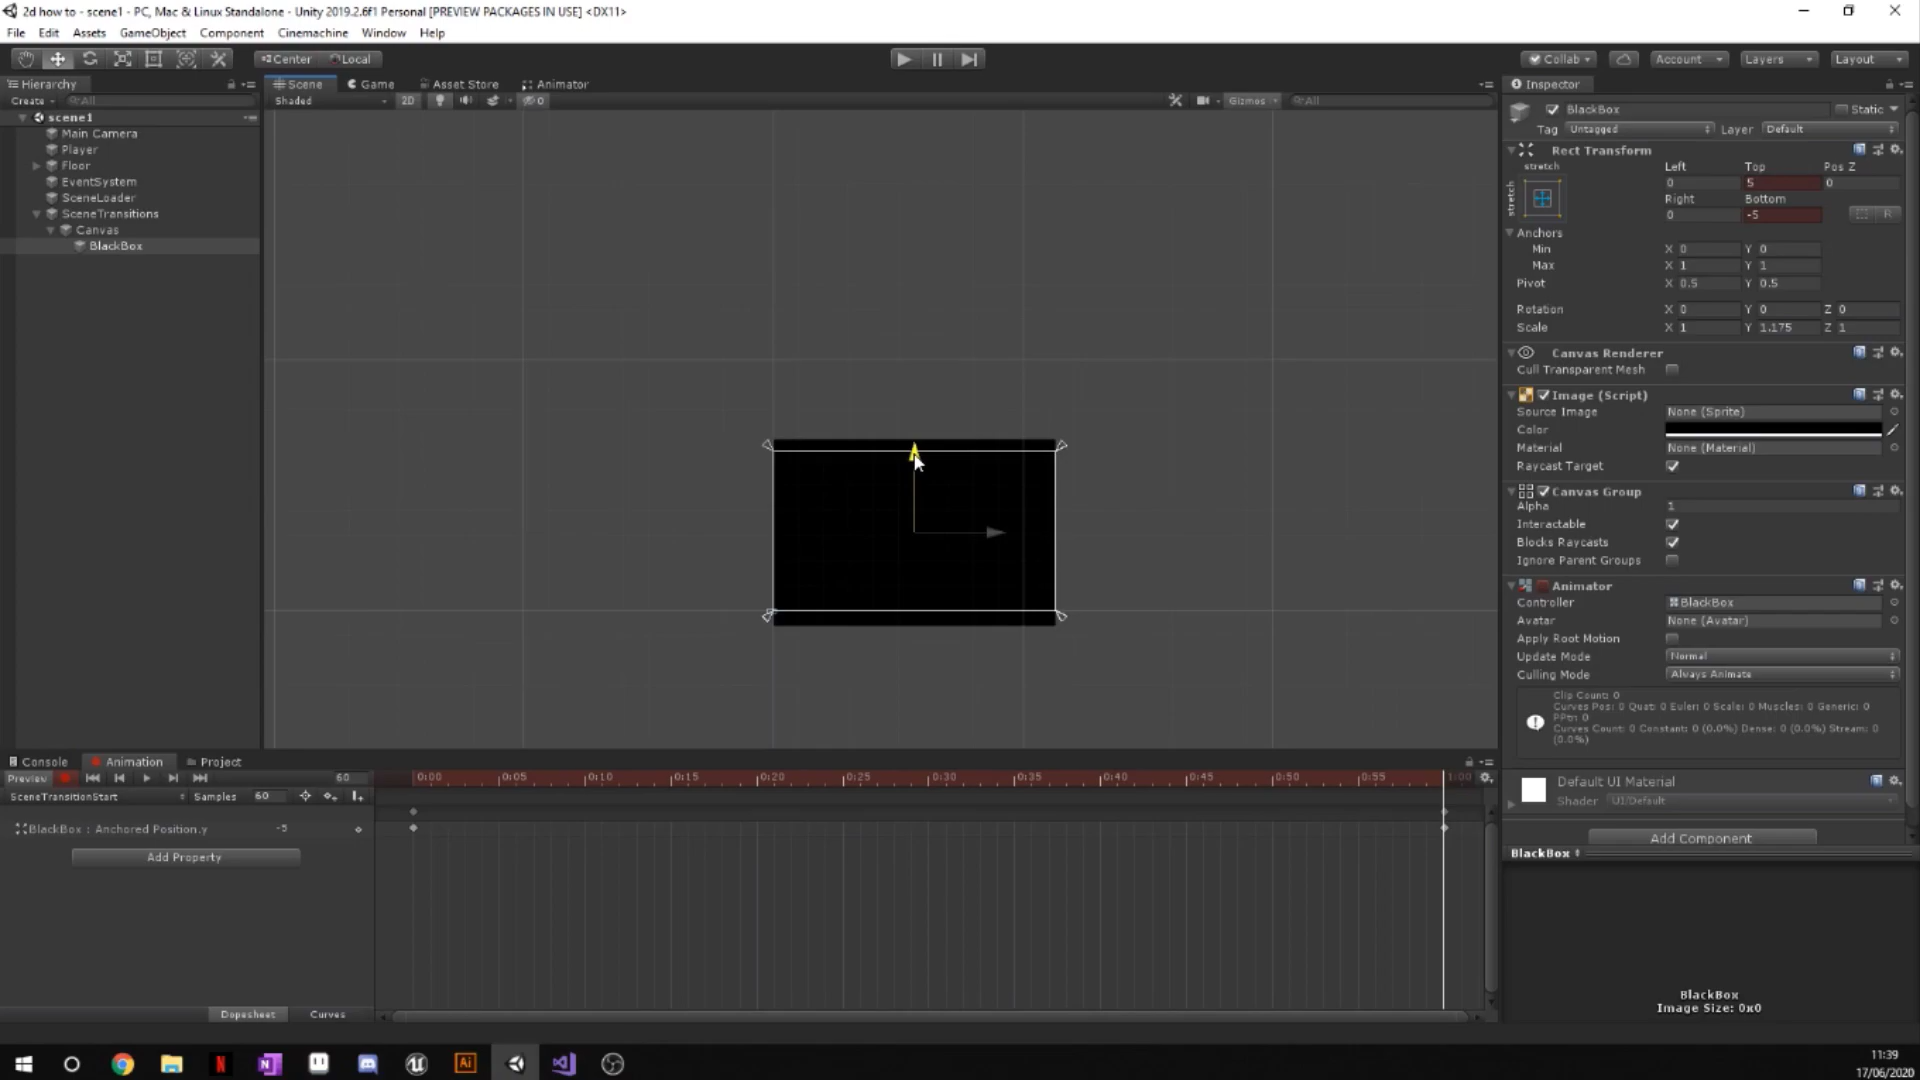 2d how to - scene1 - PC, Mac & Linux Standalone - Unity 2019.2.6f1 Personal [PREVIEW PACKAGES IN USE] <DX11>
File Edit Assets GameObject Component Cinemachine Window Help
Center Local Collab Account Layers Layout
Hierarchy
Create All
scene1
Main Camera
Player
Floor
EventSystem
SceneLoader
SceneTransitions
Canvas
BlackBox
Scene Game Asset Store Animator
Shaded 2D 0 Gizmos All
Inspector
BlackBox Static
Tag Untagged Layer Default
Rect Transform
stretch Left Top Pos Z
stretch
0 5 0
Right Bottom
0 -5 R
Anchors
Min X 0 Y 0
Max X 1 Y 1
Pivot X 0.5 Y 0.5
Rotation X 0 Y 0 Z 0
Scale X 1 Y 1.175 Z 1
Canvas Renderer
Cull Transparent Mesh
Image (Script)
Source Image None (Sprite)
Color
Material None (Material)
Raycast Target
Canvas Group
Alpha 1
Interactable
Blocks Raycasts
Ignore Parent Groups
Animator
Controller BlackBox
Avatar None (Avatar)
Apply Root Motion
Update Mode Normal
Culling Mode Always Animate
Clip Count: 0
Curves Pos: 0 Quat: 0 Euler: 0 Scale: 0 Muscles: 0 Generic: 0
PPtr: 0
Curves Count: 0 Constant: 0 (0.0%) Dense: 0 (0.0%) Stream: 0
(0.0%)
Default UI Material
Shader UI/Default
Add Component
BlackBox
BlackBox
Image Size: 0x0
Console Animation Project
Preview 60 0:00 0:05 0:10 0:15 0:20 0:25 0:30 0:35 0:40 0:45 0:50 0:55 1:00
SceneTransitionStart Samples 60
BlackBox : Anchored Position.y -5
Add Property
Dopesheet Curves
N N Ai
11:39
17/06/2020